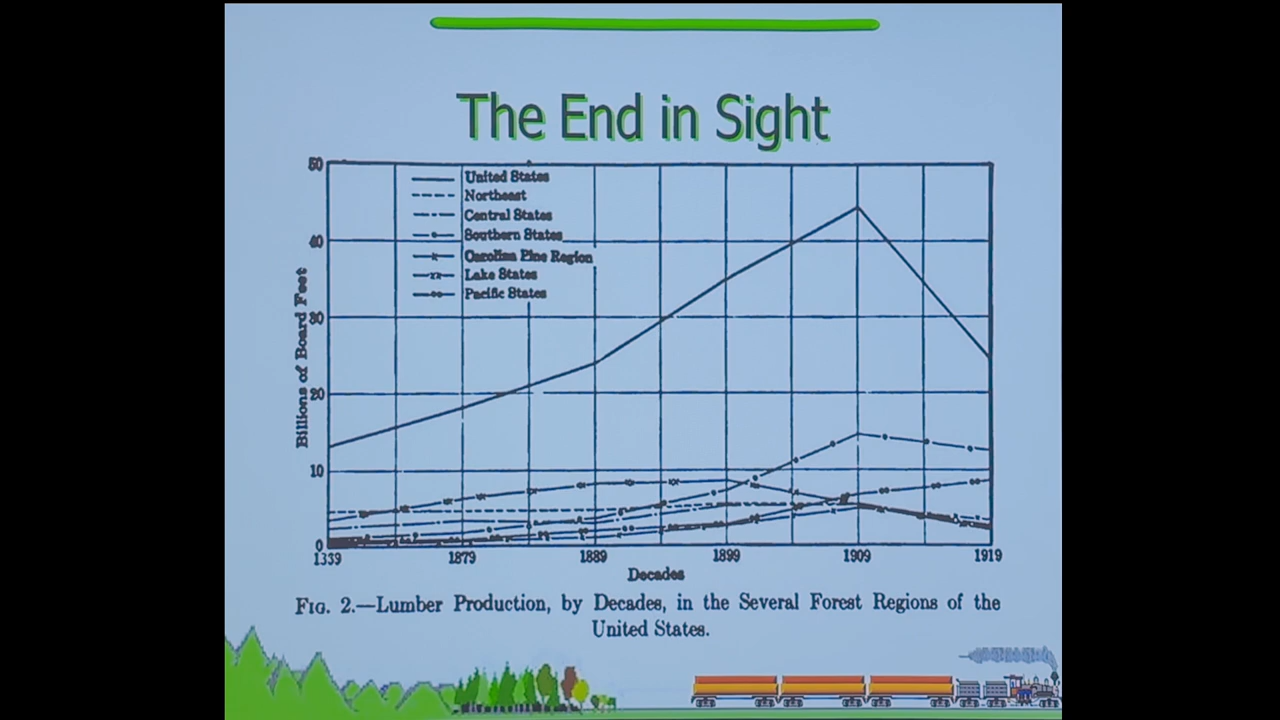 The End in Sight
50
United States
Northeast
Central States
Southern States
Carolina Pine Region
Lake States
Pacific States
40
30
20
10
0
Billions of Board Feet
1339 1879 1889 1899 1909 1919
Decades
FIG. 2.—Lumber Production, by Decades, in the Several Forest Regions of the
United States.